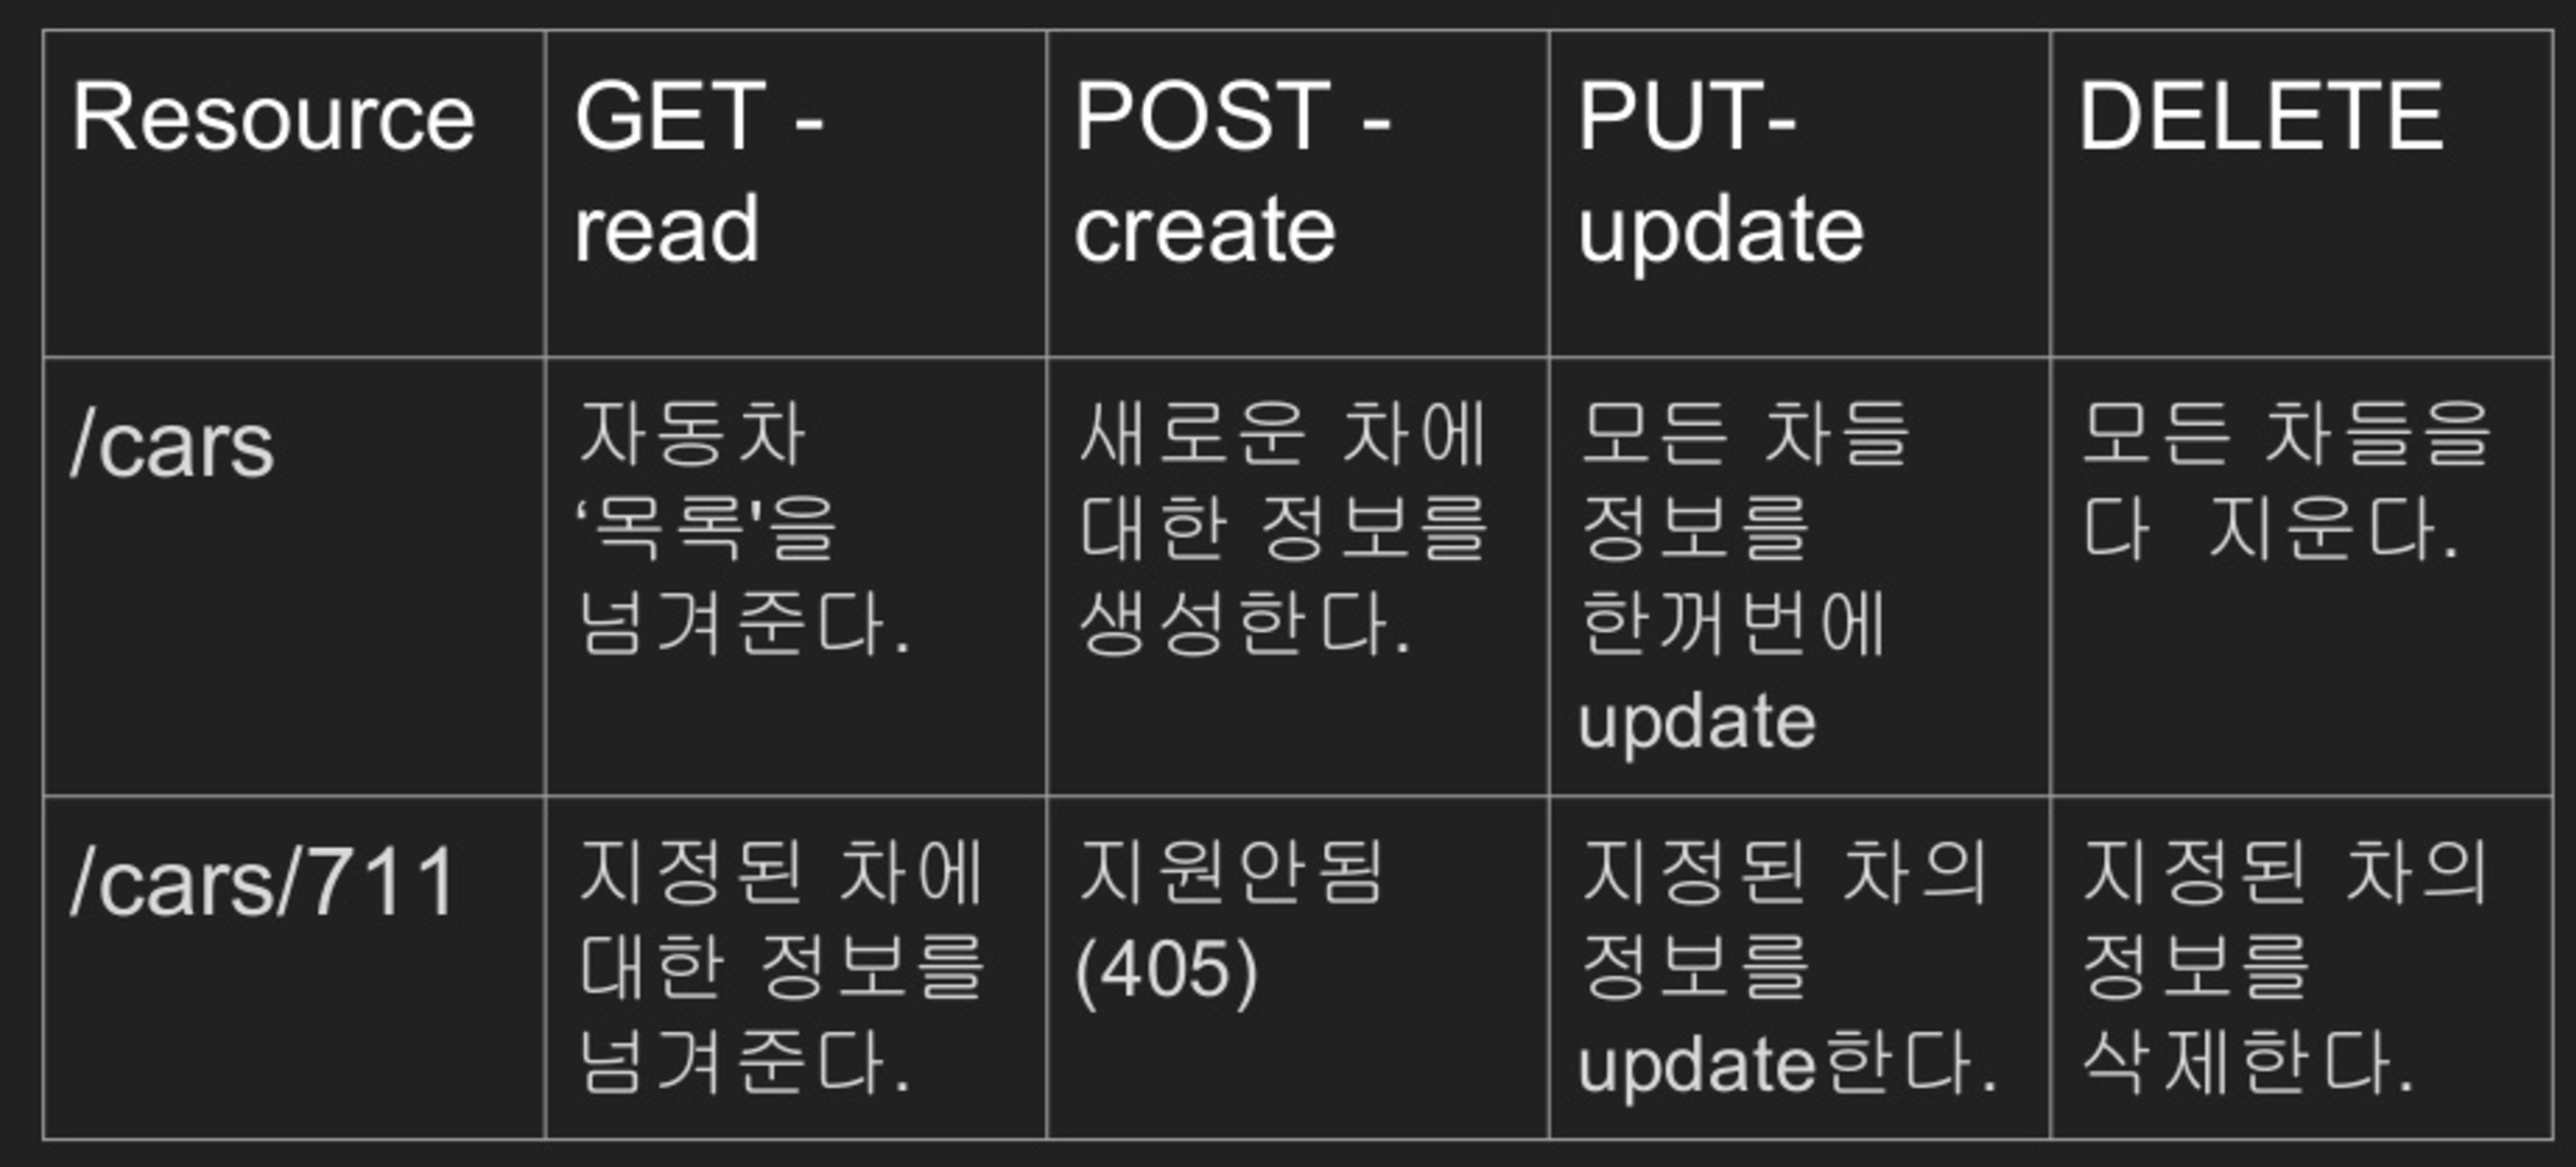 Resource
GET -
read
POST -
create
PUT-
update
DELETE
/cars
자동차
‘목록'을
넘겨준다.
새로운 차에
대한 정보를
생성한다.
모든 차들
정보를
한꺼번에
update
모든 차들을
다 지운다.
/cars/711
지정된 차에
대한 정보를
넘겨준다.
지원안됨
(405)
지정된 차의
정보를
update한다.
지정된 차의
정보를
삭제한다.